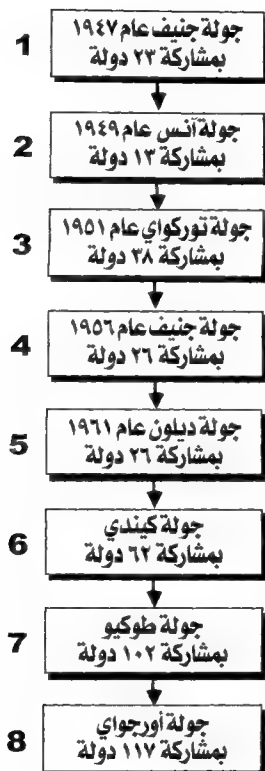 1
جولة جنيف عام ١٩٤٧
بمشاركة ٢٣ دولة
2
جولة آنس عام ١٩٤٩
بمشاركة ١٣ دولة
3
جولة توركواي عام ١٩٥١
بمشاركة ٣٨ دولة
4
جولة جنيف عام ١٩٥٦
بمشاركة ٢٦ دولة
5
جولة ديلون عام ١٩٦١
بمشاركة ٢٦ دولة
6
جولة كيندي
بمشاركة ٦٢ دولة
7
جولة طوكيو
بمشاركة ١٠٢ دولة
8
جولة أورجواي
بمشاركة ١١٧ دولة